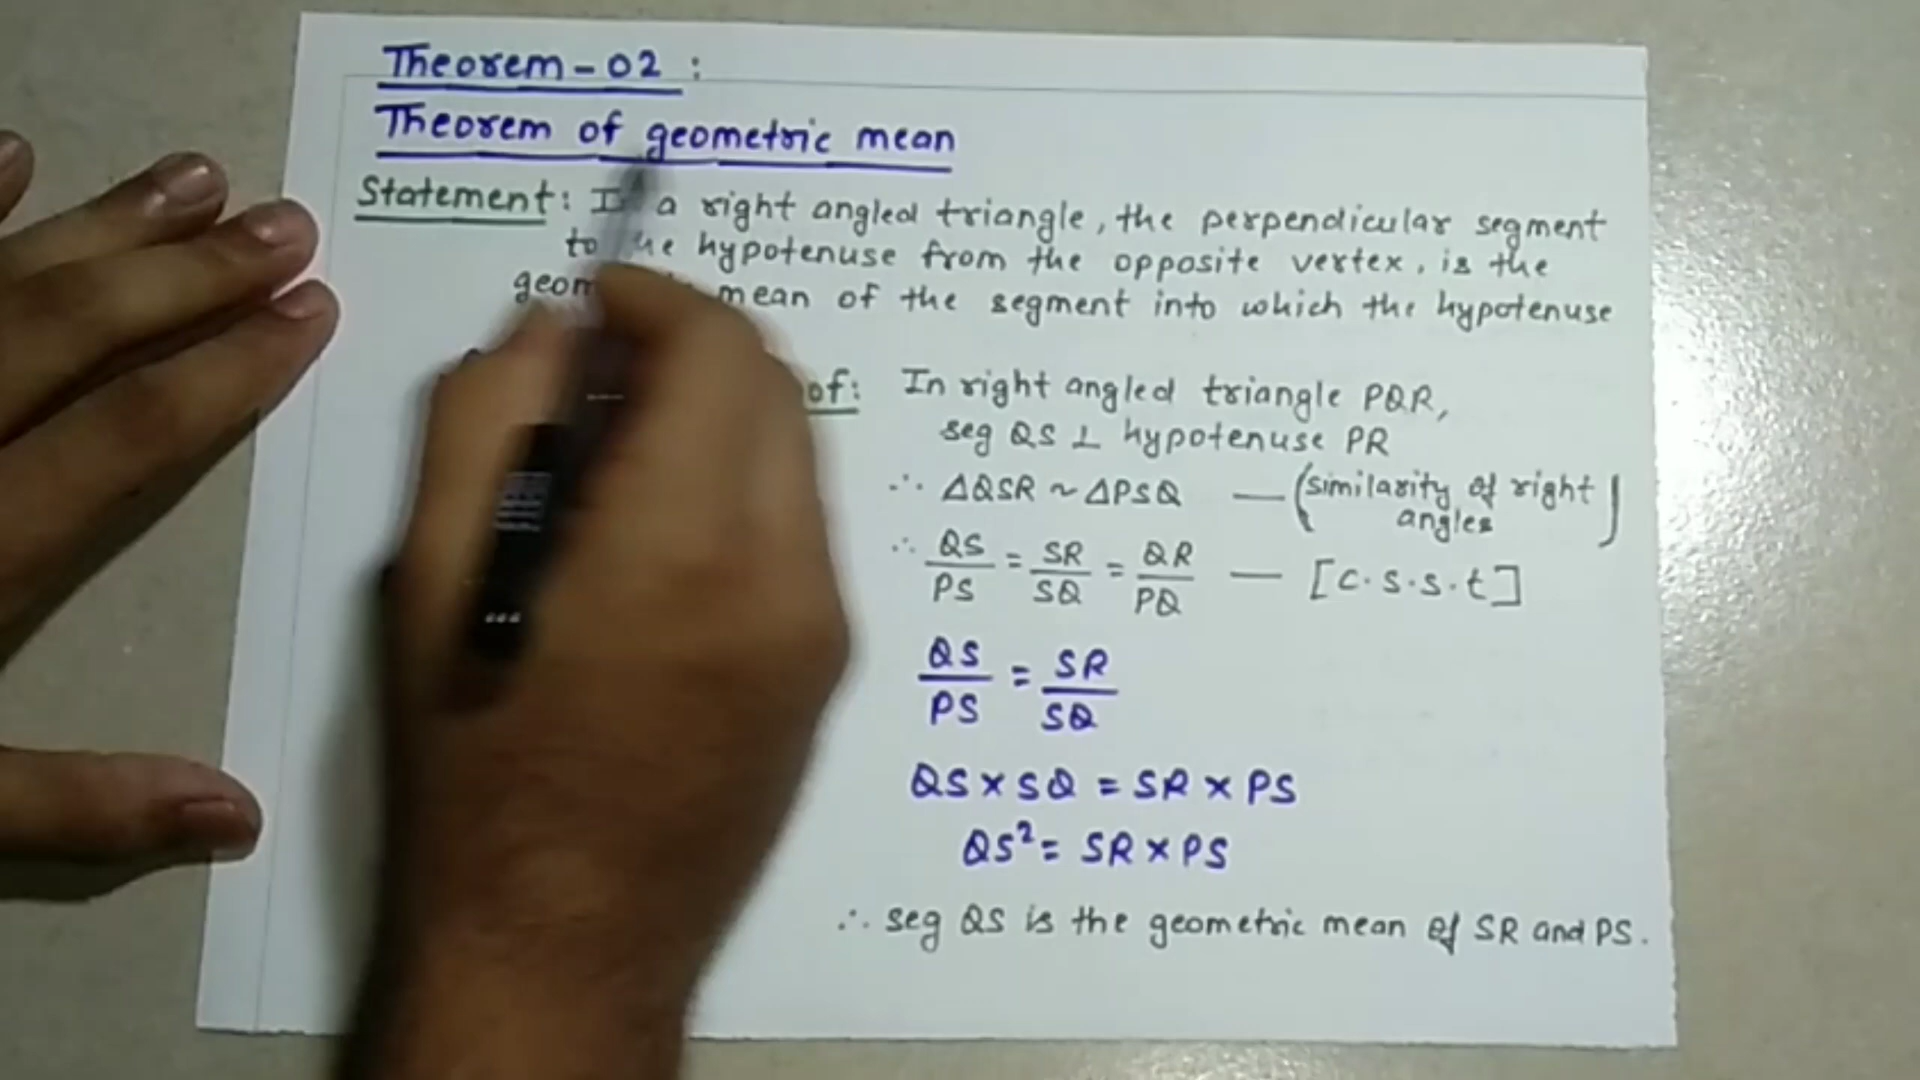 Theorem-02 :
Theorem of geometric mean
Statement: a right angled triangle, the perpendicular segment
to hypotenuse from the opposite vertex, is the
mean of the segment into which the hypotenuse
In right angled triangle PQR,
seg QS ⊥ hypotenuse PR
∴ ΔQSR ~ ΔPSQ — (similarity of right angles)
∴ QS/PS = SR/SQ = QR/PQ — [c.s.s.t]
QS/PS = SR/SQ
QS × SQ = SR × PS
QS² = SR × PS
∴ seg QS is the geometric mean of SR and PS.